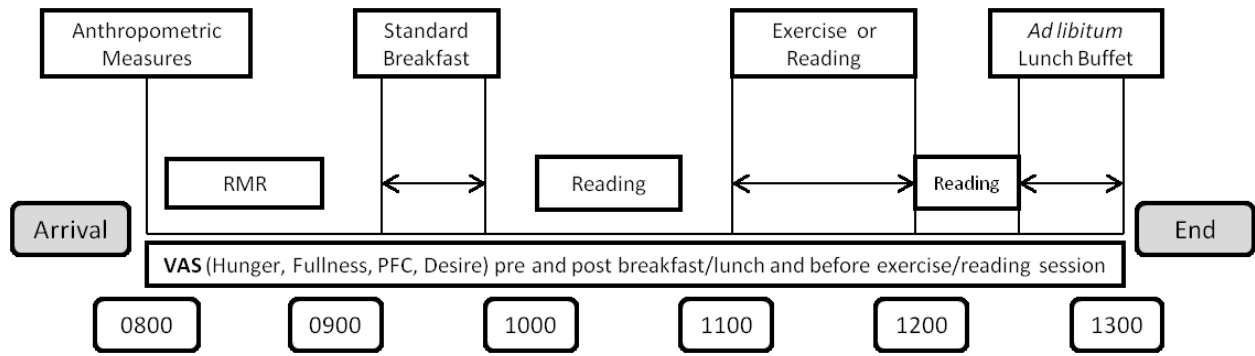 Anthropometric
Measures
Standard
Breakfast
Exercise or
Reading
Ad libitum
Lunch Buffet
RMR
Reading
Reading
Arrival
End
VAS (Hunger, Fullness, PFC, Desire) pre and post breakfast/lunch and before exercise/reading session
0800
0900
1000
1100
1200
1300